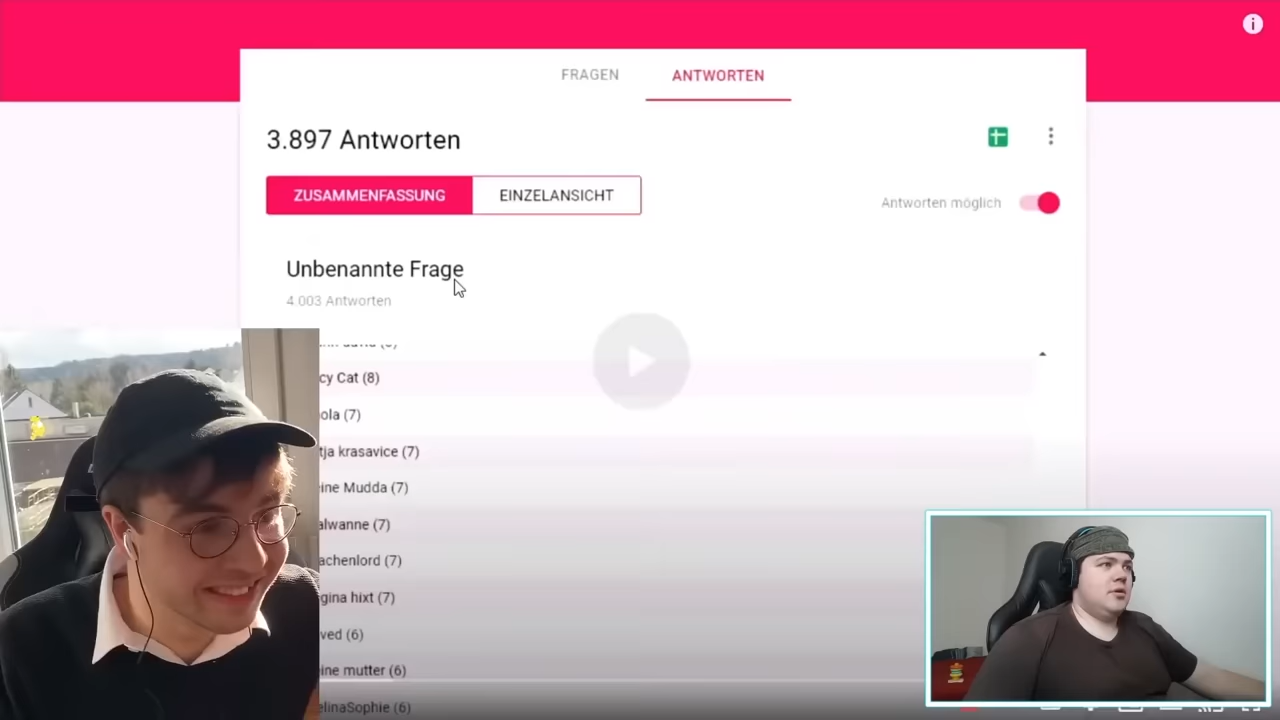 FRAGEN
ANTWORTEN
3.897 Antworten
ZUSAMMENFASSUNG
EINZELANSICHT
Antworten möglich
Unbenannte Frage
4.003 Antworten
cy Cat (8)
ola (7)
tja krasavice (7)
ine Mudda (7)
alwanne (7)
achenlord (7)
gina hixt (7)
ved (6)
ine mutter (6)
elinaSophie (6)